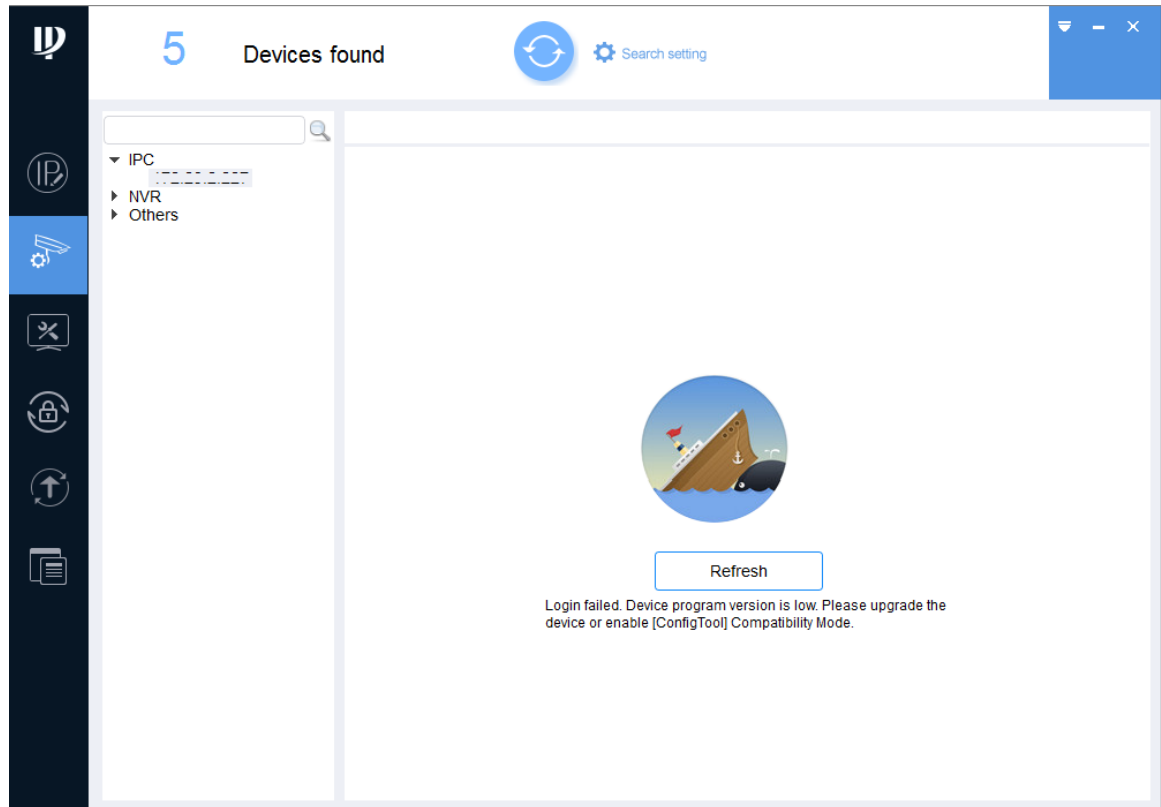 5 Devices found
Search setting
IPC
NVR
Others
Refresh
Login failed. Device program version is low. Please upgrade the
device or enable [ConfigTool] Compatibility Mode.